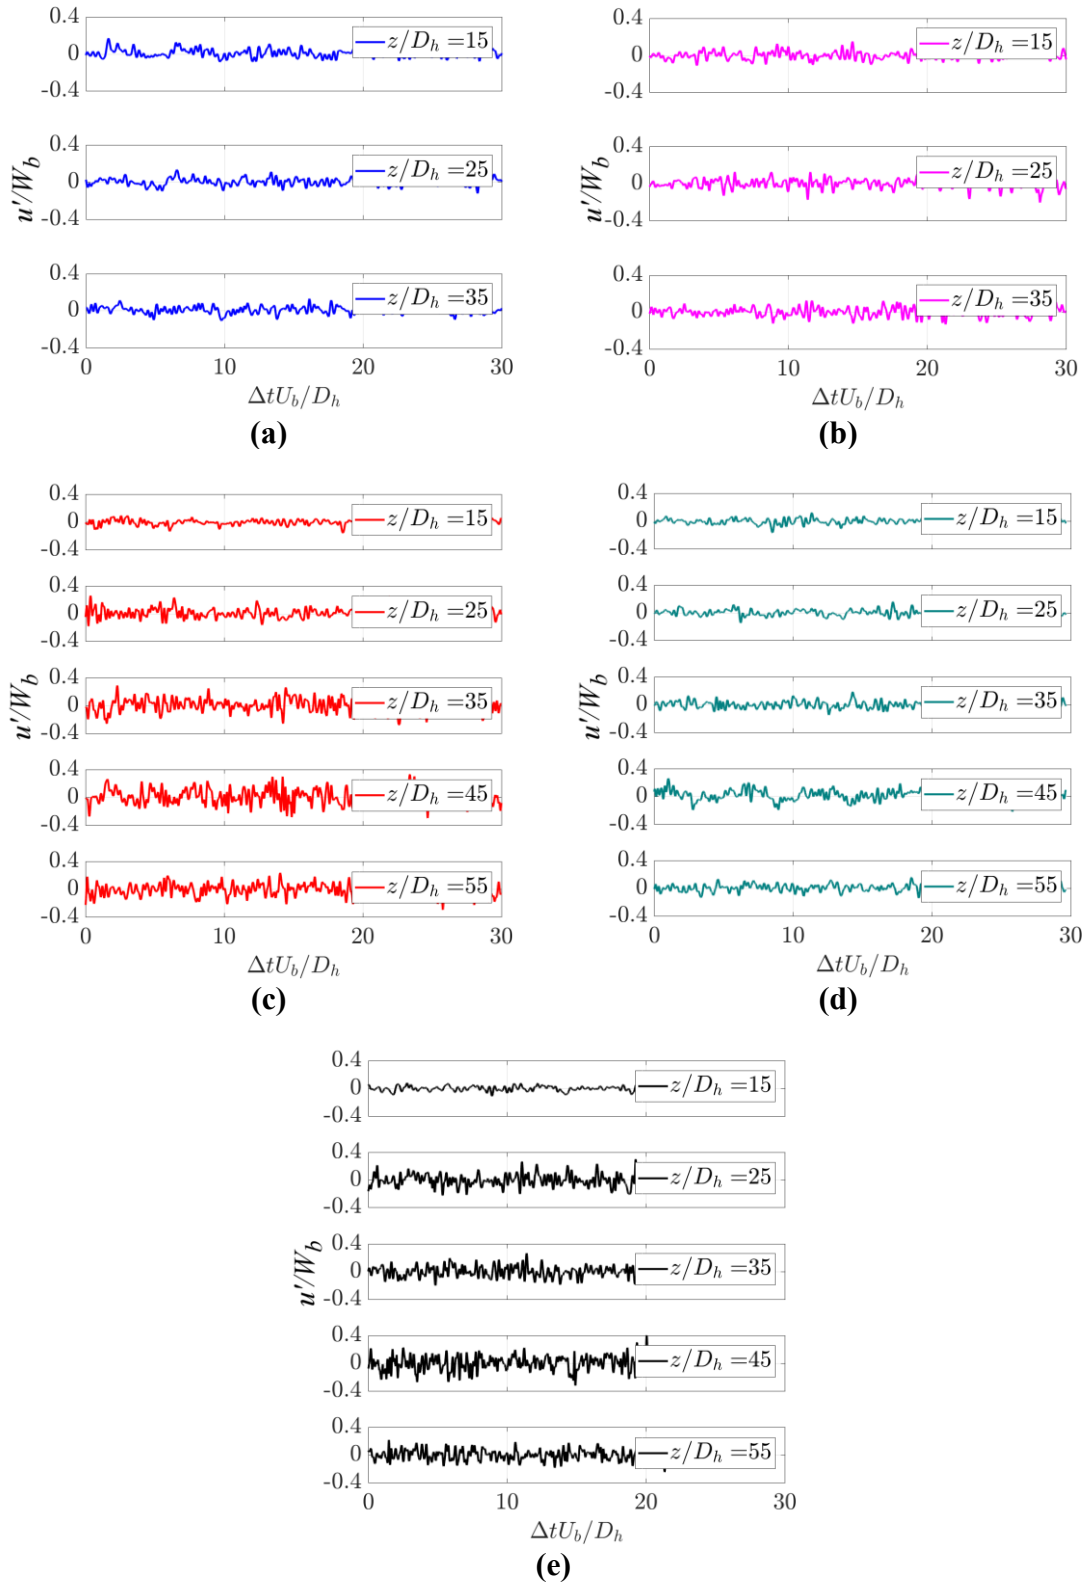 0.4
0
-0.4
z/D_h =15
0.4
0
-0.4
z/D_h =25
0.4
0
-0.4
z/D_h =35
u'/W_b
0 10 20 30
ΔtU_b/D_h
(a)
0.4
0
-0.4
z/D_h =15
0.4
0
-0.4
z/D_h =25
0.4
0
-0.4
z/D_h =35
u'/W_b
0 10 20 30
ΔtU_b/D_h
(b)
0.4
0
-0.4
z/D_h =15
0.4
0
-0.4
z/D_h =25
0.4
0
-0.4
z/D_h =35
0.4
0
-0.4
z/D_h =45
0.4
0
-0.4
z/D_h =55
u'/W_b
0 10 20 30
ΔtU_b/D_h
(c)
0.4
0
-0.4
z/D_h =15
0.4
0
-0.4
z/D_h =25
0.4
0
-0.4
z/D_h =35
0.4
0
-0.4
z/D_h =45
0.4
0
-0.4
z/D_h =55
u'/W_b
0 10 20 30
ΔtU_b/D_h
(d)
0.4
0
-0.4
z/D_h =15
0.4
0
-0.4
z/D_h =25
0.4
0
-0.4
z/D_h =35
0.4
0
-0.4
z/D_h =45
0.4
0
-0.4
z/D_h =55
u'/W_b
0 10 20 30
ΔtU_b/D_h
(e)